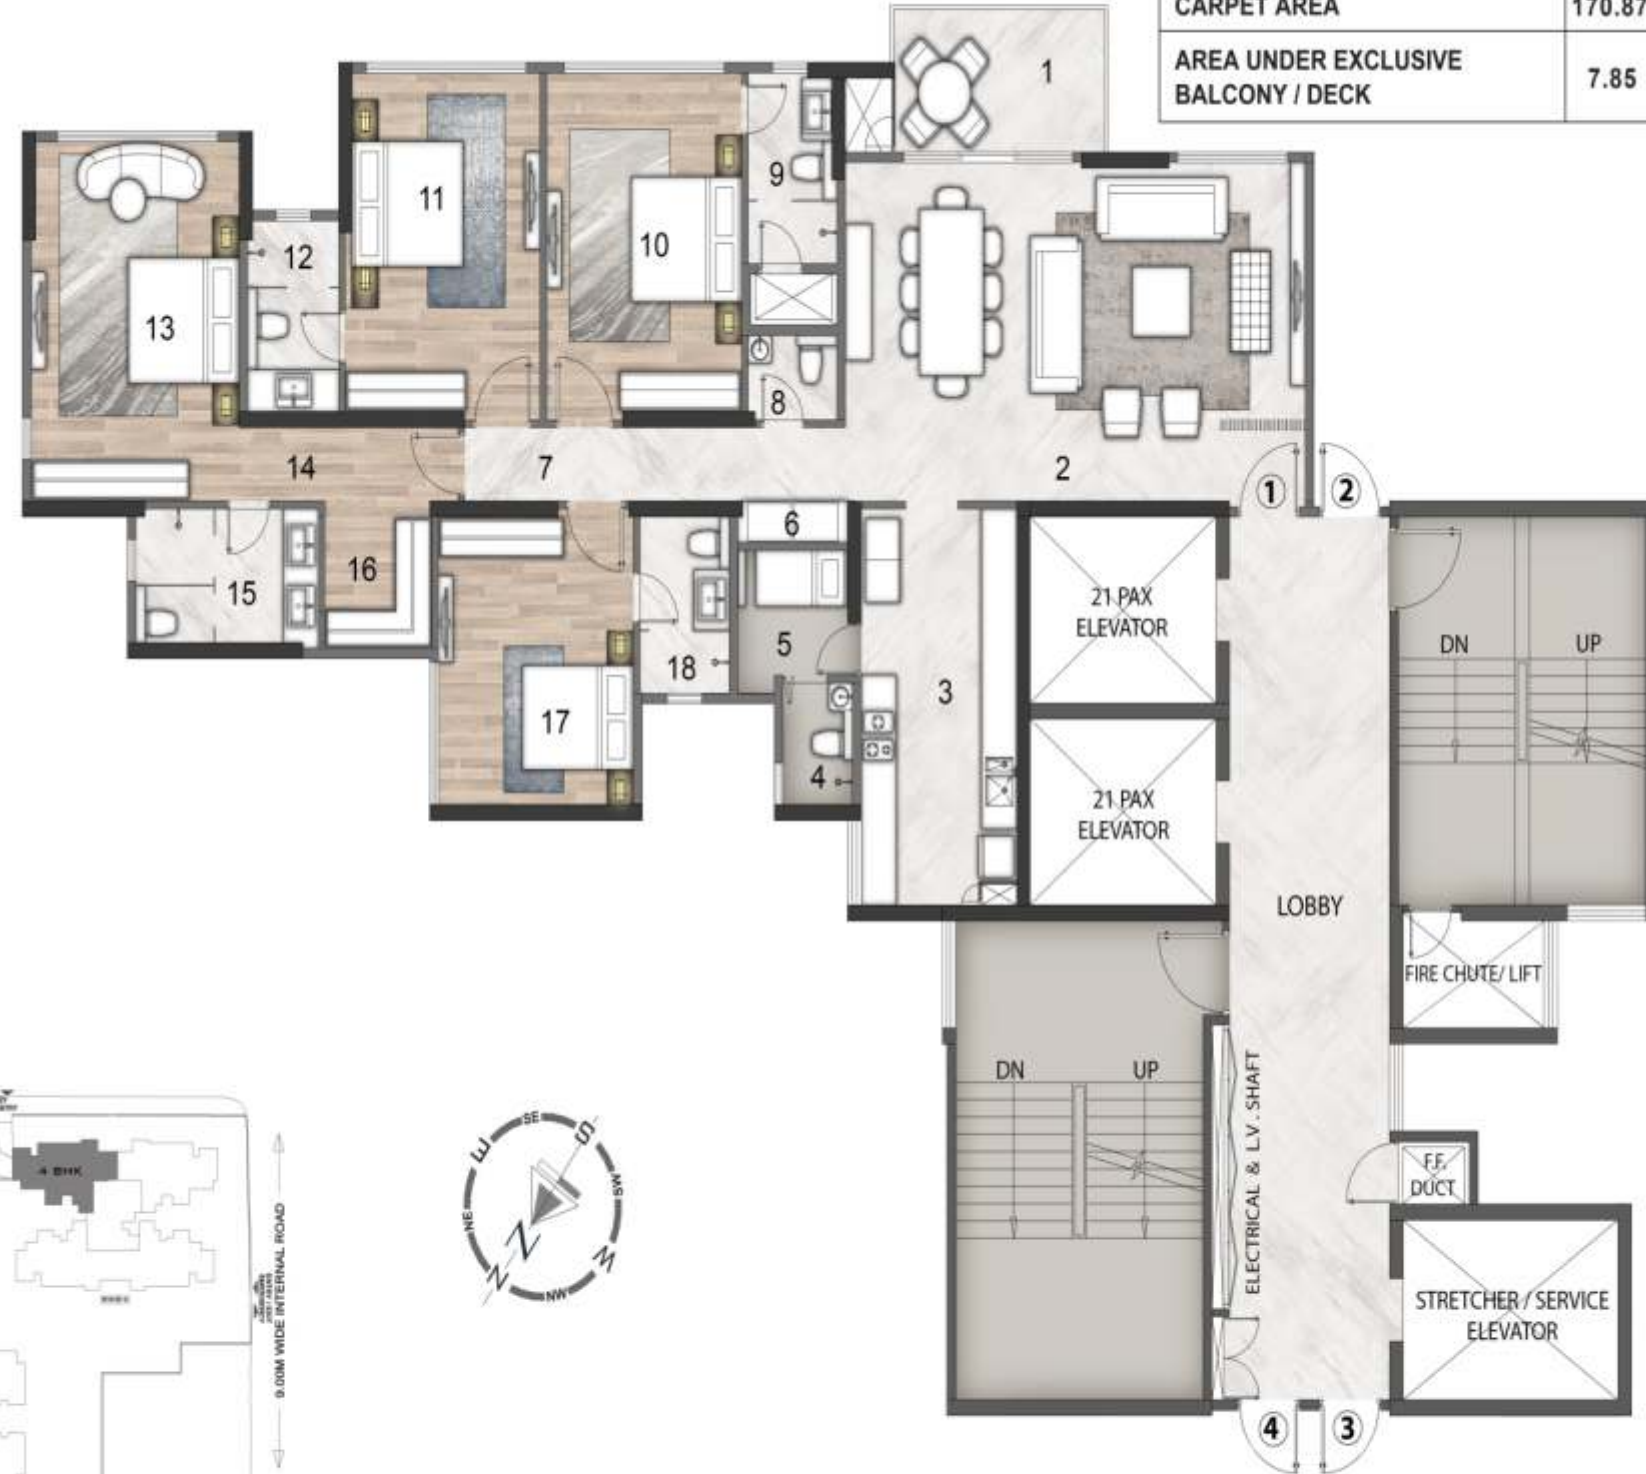 CARPET AREA 170.87
AREA UNDER EXCLUSIVE
BALCONY / DECK
7.85
1
9
11
12
10
13
8
14
7
2
①
②
6
16
15
21 PAX
ELEVATOR
5
DN UP
18
3
17
4
21 PAX
ELEVATOR
LOBBY
FIRE CHUTE/ LIFT
DN UP
ELECTRICAL & L.V. SHAFT
F.F.
DUCT
STRETCHER / SERVICE
ELEVATOR
④
③
4 BHK
9.00M WIDE INTERNAL ROAD
SE
S
E
SW
NE
W
N
N
NW